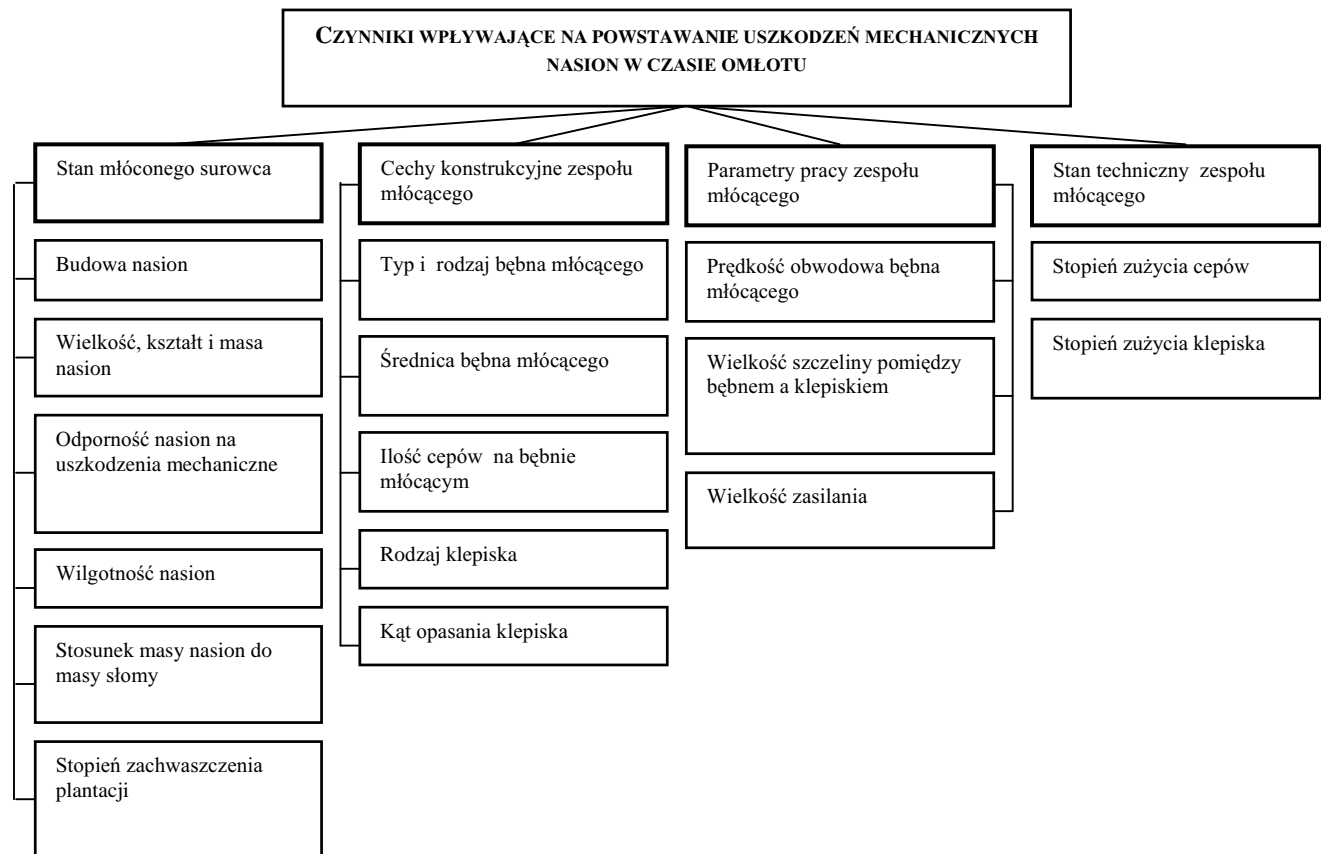 CZYNNIKI WPŁYWAJĄCE NA POWSTAWANIE USZKODZEŃ MECHANICZNYCH
NASION W CZASIE OMŁOTU
Stan młóconego surowca
Budowa nasion
Wielkość, kształt i masa
nasion
Odporność nasion na
uszkodzenia mechaniczne
Wilgotność nasion
Stosunek masy nasion do
masy słomy
Stopień zachwaszczenia
plantacji
Cechy konstrukcyjne zespołu
młócącego
Typ i rodzaj bębna młócącego
Średnica bębna młócącego
Ilość cepów na bębnie
młócącym
Rodzaj klepiska
Kąt opasania klepiska
Parametry pracy zespołu
młócącego
Prędkość obwodowa bębna
młócącego
Wielkość szczeliny pomiędzy
bębnem a klepiskiem
Wielkość zasilania
Stan techniczny zespołu
młócącego
Stopień zużycia cepów
Stopień zużycia klepiska